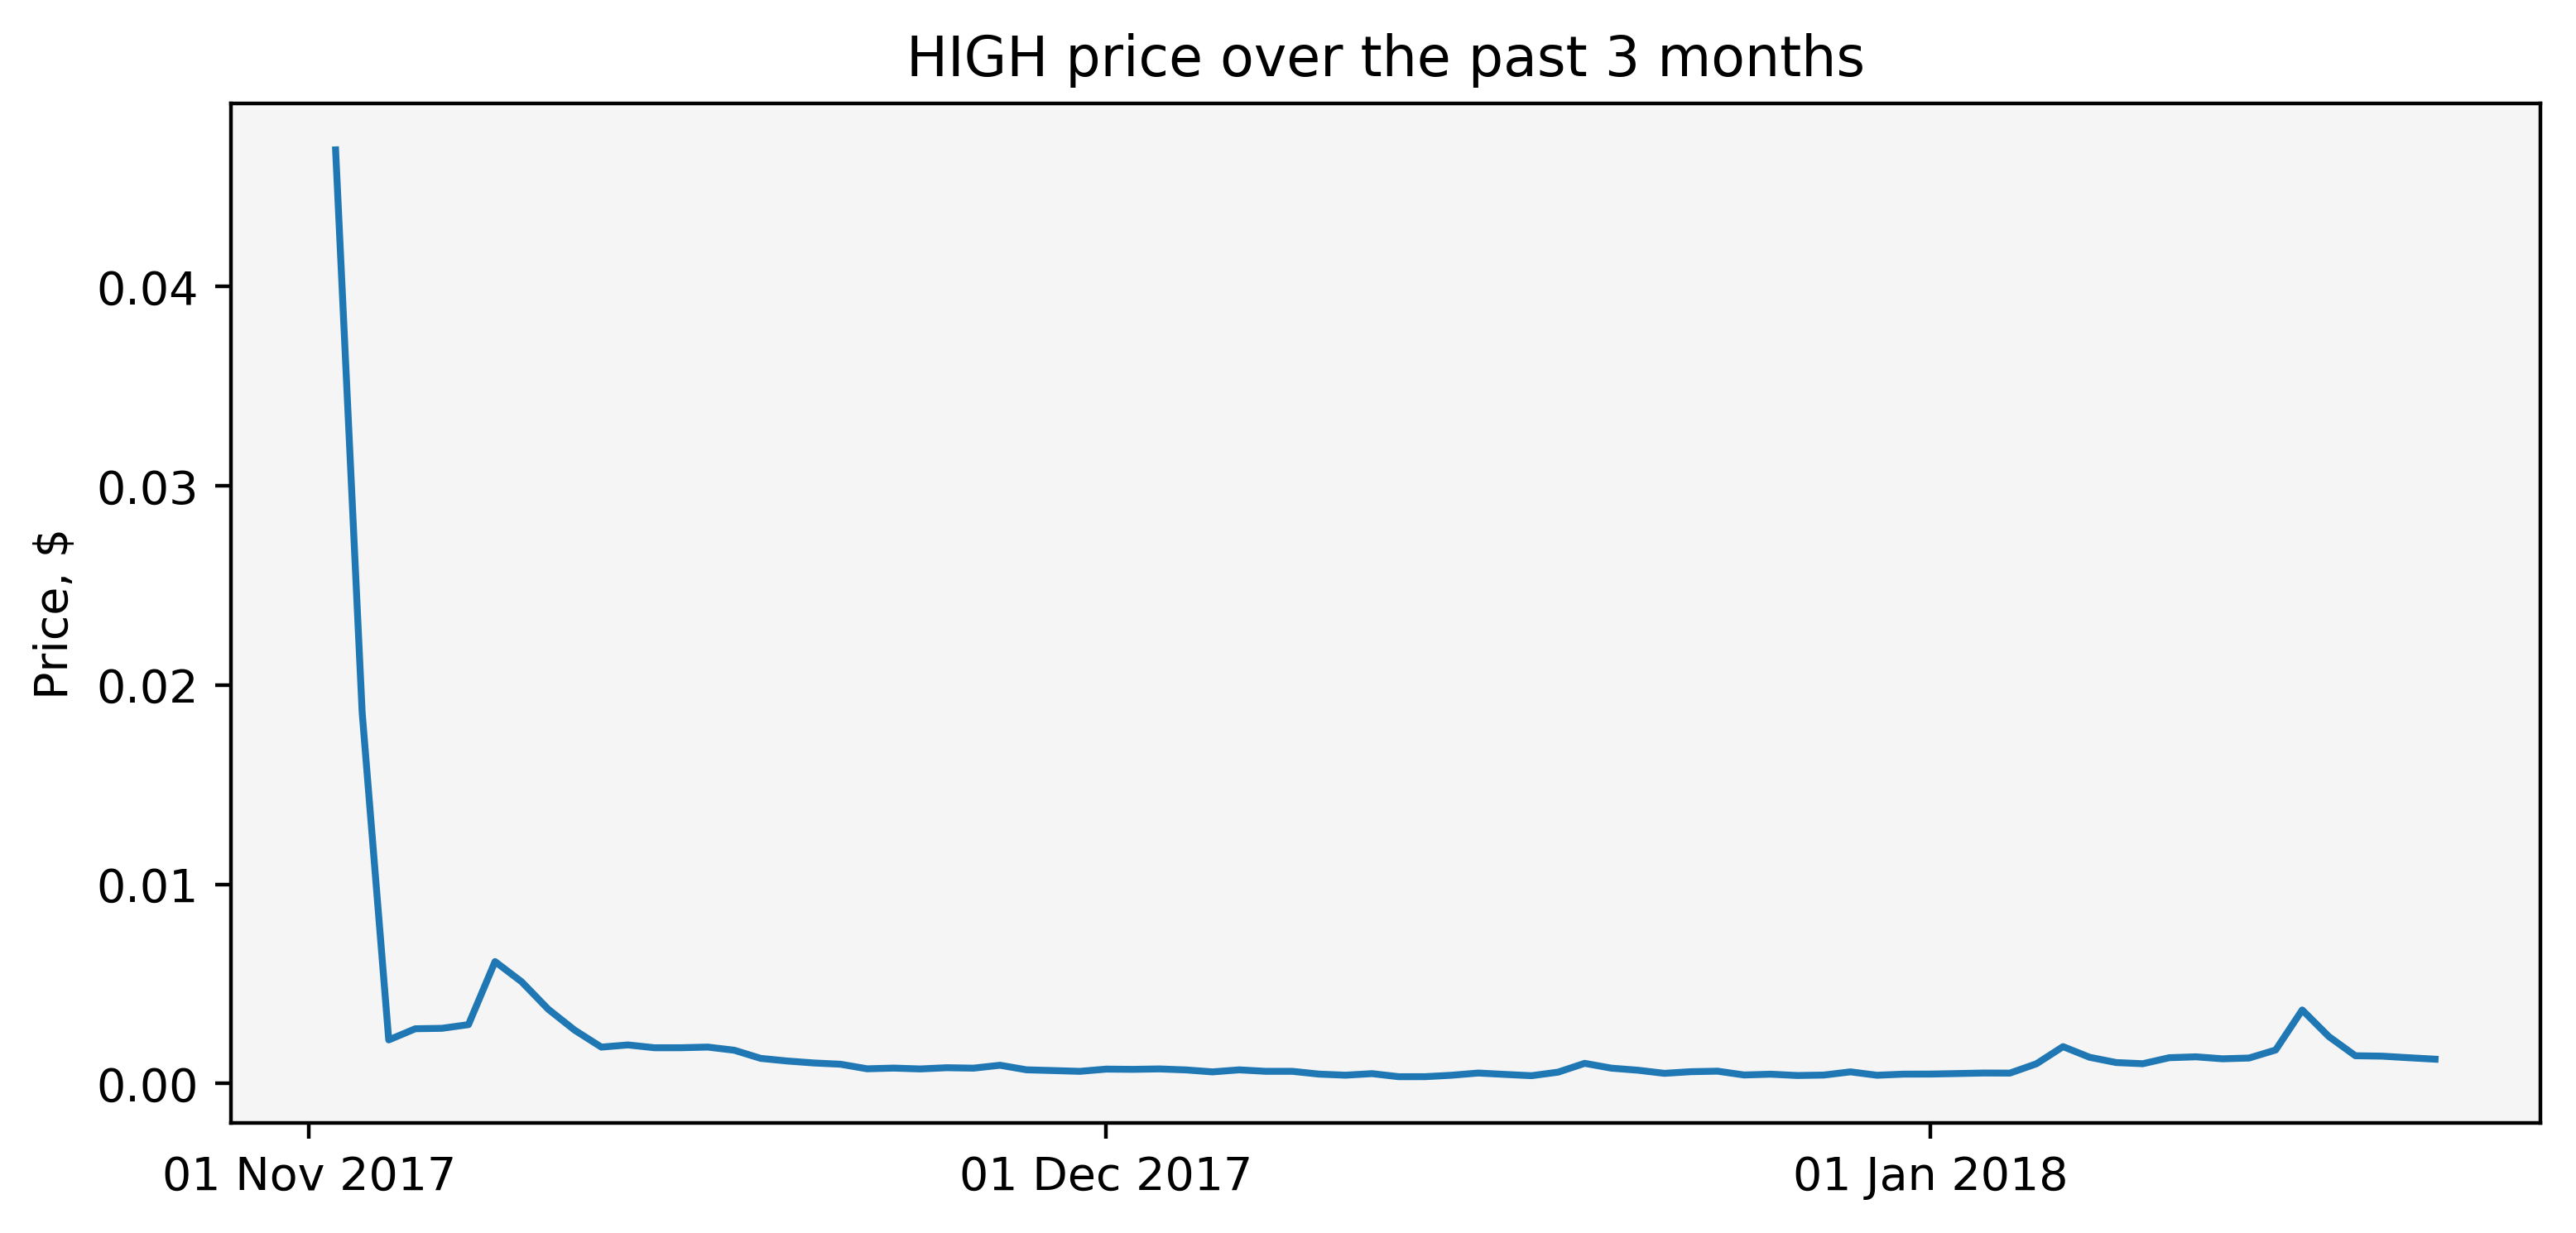 HIGH price over the past 3 months
Price, $
0.04
0.03
0.02
0.01
0.00
01 Nov 2017
01 Dec 2017
01 Jan 2018